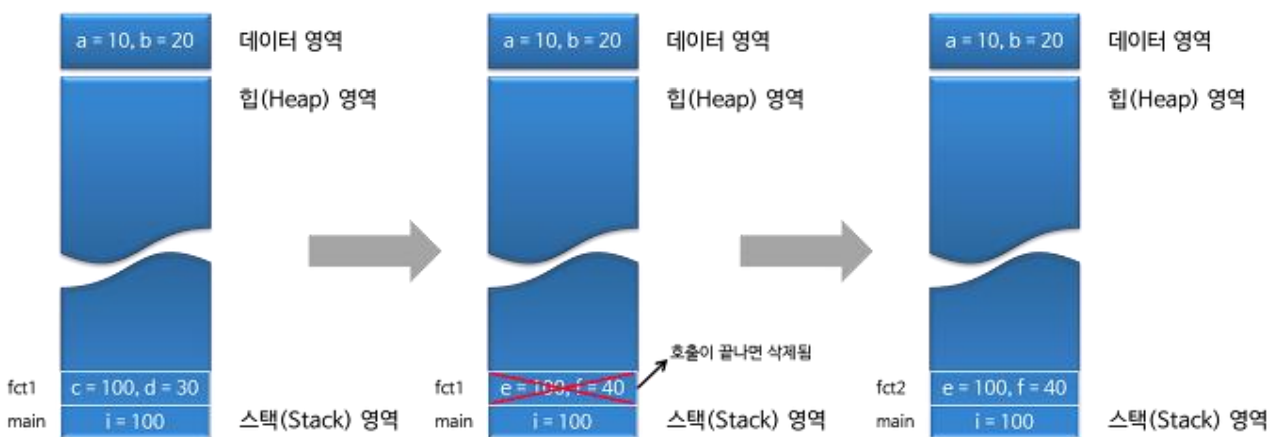 a = 10, b = 20 데이터 영역
힙(Heap) 영역
fct1 c = 100, d = 30
main i = 100 스택(Stack) 영역
a = 10, b = 20 데이터 영역
힙(Heap) 영역
호출이 끝나면 삭제됨
fct1 e = 100, f = 40
main i = 100 스택(Stack) 영역
a = 10, b = 20 데이터 영역
힙(Heap) 영역
fct2 e = 100, f = 40
main i = 100 스택(Stack) 영역